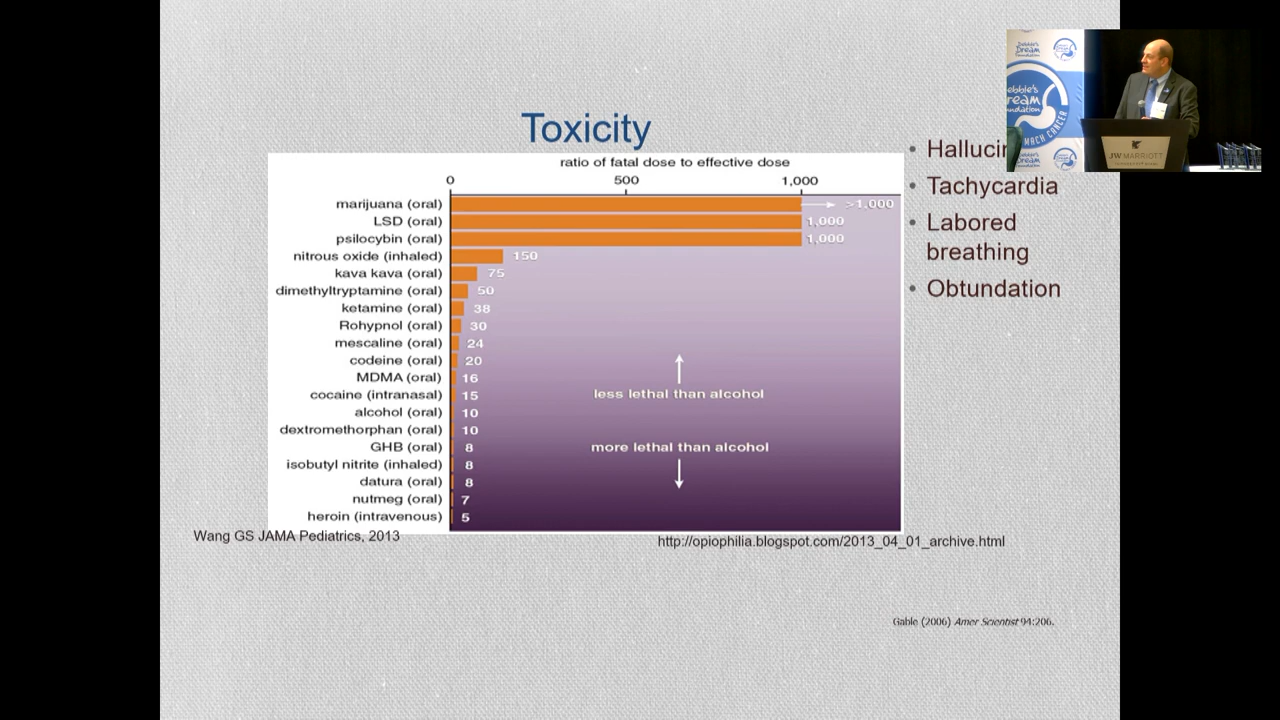 Toxicity
ratio of fatal dose to effective dose
0 500 1,000
marijuana (oral) >1,000
LSD (oral) 1,000
psilocybin (oral) 1,000
nitrous oxide (inhaled) 150
kava kava (oral) 75
dimethyltryptamine (oral) 50
ketamine (oral) 38
Rohypnol (oral) 30
mescaline (oral) 24
codeine (oral) 20
MDMA (oral) 16
cocaine (intranasal) 15
alcohol (oral) 10
dextromethorphan (oral) 10
GHB (oral) 8
isobutyl nitrite (inhaled) 8
datura (oral) 8
nutmeg (oral) 7
heroin (intravenous) 5
less lethal than alcohol
more lethal than alcohol
• Tachycardia
• Labored
breathing
• Obtundation
Wang GS JAMA Pediatrics, 2013
http://opiophilia.blogspot.com/2013_04_01_archive.html
Gable (2006) Amer Scientist 94:206.
Debbie's
Dream
Foundation
MACH CANCER
JW MARRIOTT